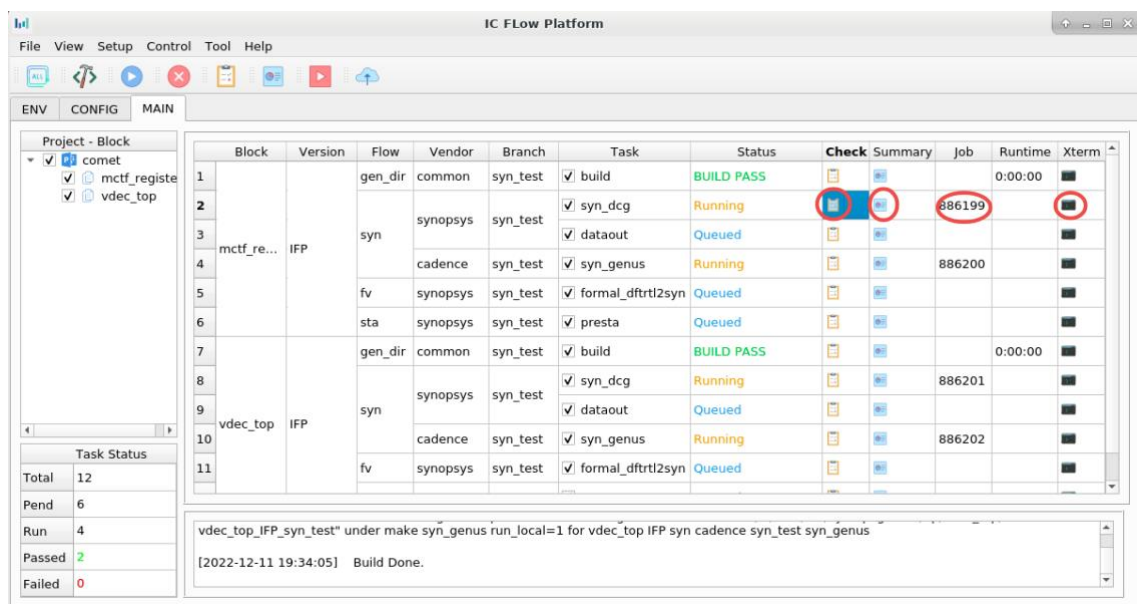 IC FLow Platform
File View Setup Control Tool Help
ALL
ENV CONFIG MAIN
Project - Block
comet
mctf_registe
vdec_top
Block Version Flow Vendor Branch Task Status Check Summary Job Runtime Xterm
1 gen_dir common syn_test build BUILD PASS 0:00:00
2 syn_dcg Running 886199
synopsys syn_test
3 mctf_re... IFP syn dataout Queued
4 cadence syn_test syn_genus Running 886200
5 fv synopsys syn_test formal_dftrtl2syn Queued
6 sta synopsys syn_test presta Queued
7 gen_dir common syn_test build BUILD PASS 0:00:00
8 syn_dcg Running 886201
synopsys syn_test
9 vdec_top IFP syn dataout Queued
10 cadence syn_test syn_genus Running 886202
11 fv synopsys syn_test formal_dftrtl2syn Queued
Task Status
Total 12
Pend 6
Run 4
Passed 2
Failed 0
vdec_top_IFP_syn_test" under make syn_genus run_local=1 for vdec_top IFP syn cadence syn_test syn_genus
[2022-12-11 19:34:05] Build Done.